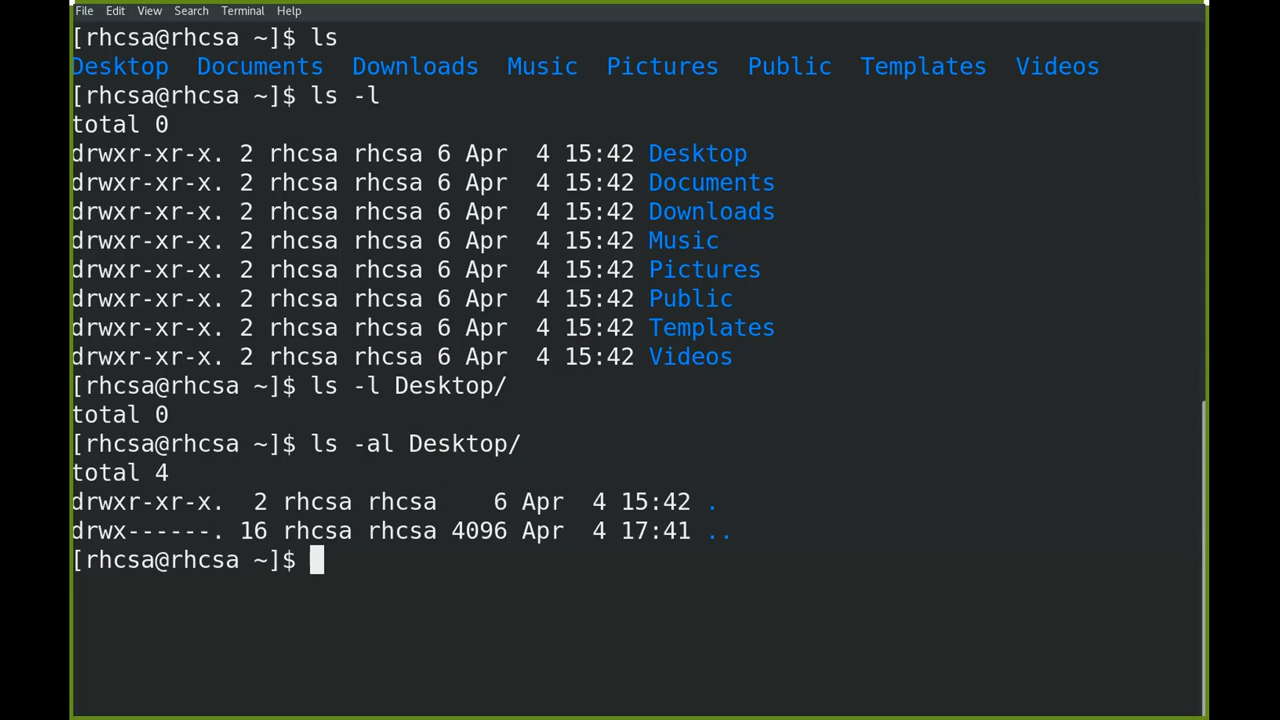 File Edit View Search Terminal Help
[rhcsa@rhcsa ~]$ ls
Desktop  Documents  Downloads  Music  Pictures  Public  Templates  Videos
[rhcsa@rhcsa ~]$ ls -l
total 0
drwxr-xr-x. 2 rhcsa rhcsa 6 Apr  4 15:42 Desktop
drwxr-xr-x. 2 rhcsa rhcsa 6 Apr  4 15:42 Documents
drwxr-xr-x. 2 rhcsa rhcsa 6 Apr  4 15:42 Downloads
drwxr-xr-x. 2 rhcsa rhcsa 6 Apr  4 15:42 Music
drwxr-xr-x. 2 rhcsa rhcsa 6 Apr  4 15:42 Pictures
drwxr-xr-x. 2 rhcsa rhcsa 6 Apr  4 15:42 Public
drwxr-xr-x. 2 rhcsa rhcsa 6 Apr  4 15:42 Templates
drwxr-xr-x. 2 rhcsa rhcsa 6 Apr  4 15:42 Videos
[rhcsa@rhcsa ~]$ ls -l Desktop/
total 0
[rhcsa@rhcsa ~]$ ls -al Desktop/
total 4
drwxr-xr-x.  2 rhcsa rhcsa    6 Apr  4 15:42 .
drwx------. 16 rhcsa rhcsa 4096 Apr  4 17:41 ..
[rhcsa@rhcsa ~]$